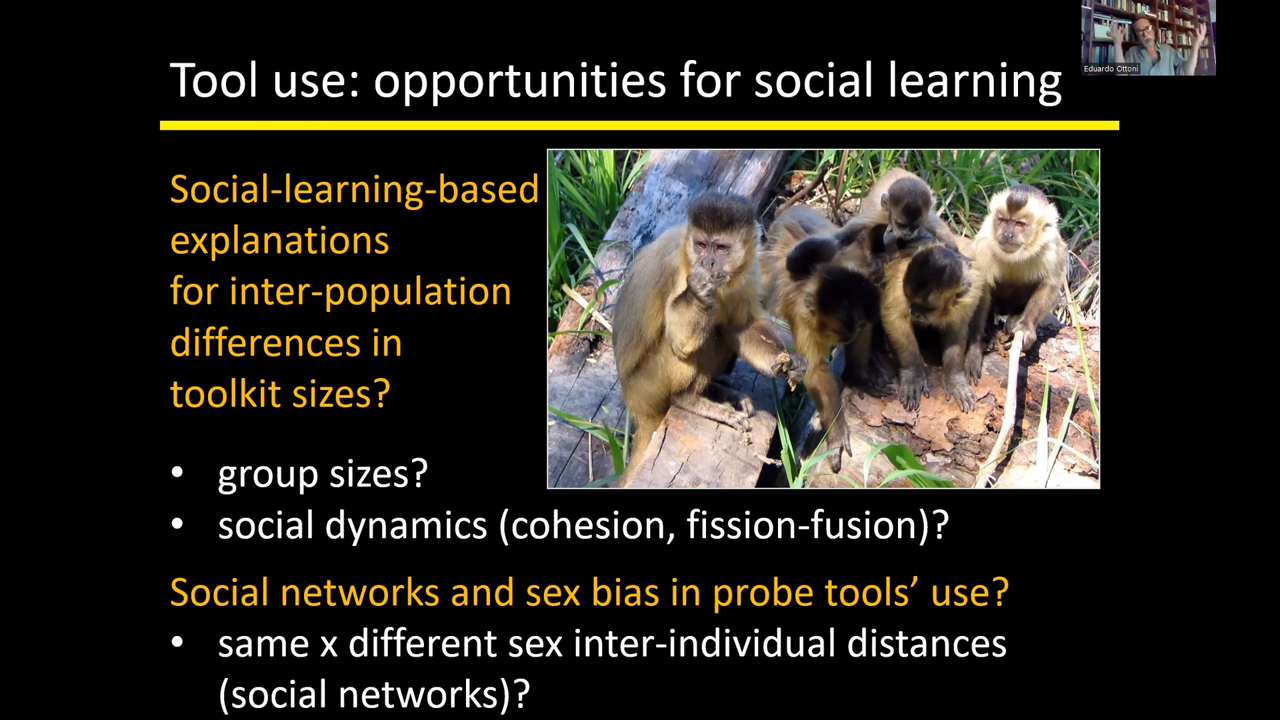 Eduardo Ottoni
Tool use: opportunities for social learning
Social-learning-based
explanations
for inter-population
differences in
toolkit sizes?
• group sizes?
• social dynamics (cohesion, fission-fusion)?
Social networks and sex bias in probe tools’ use?
• same x different sex inter-individual distances
(social networks)?